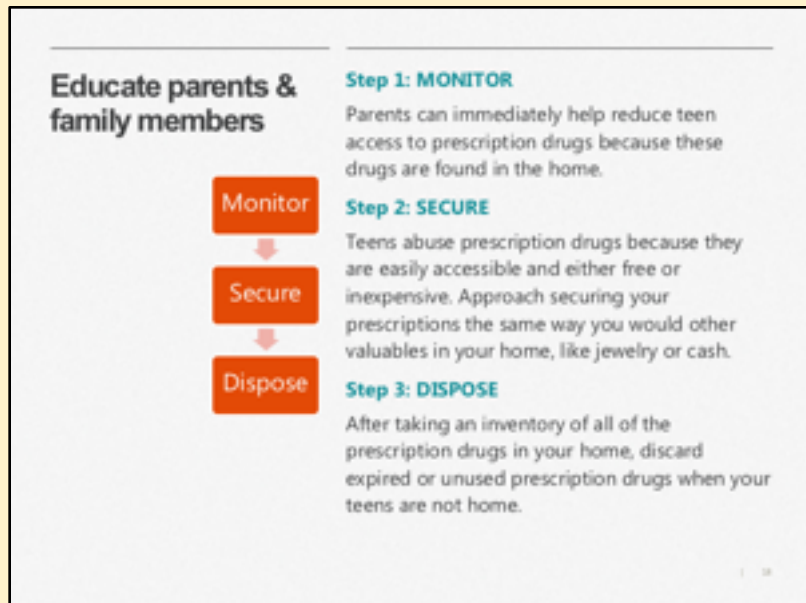 Educate parents &
family members
Monitor
Secure
Dispose
Step 1: MONITOR
Parents can immediately help reduce teen
access to prescription drugs because these
drugs are found in the home.
Step 2: SECURE
Teens abuse prescription drugs because they
are easily accessible and either free or
inexpensive. Approach securing your
prescriptions the same way you would other
valuables in your home, like jewelry or cash.
Step 3: DISPOSE
After taking an inventory of all of the
prescription drugs in your home, discard
expired or unused prescription drugs when your
teens are not home.